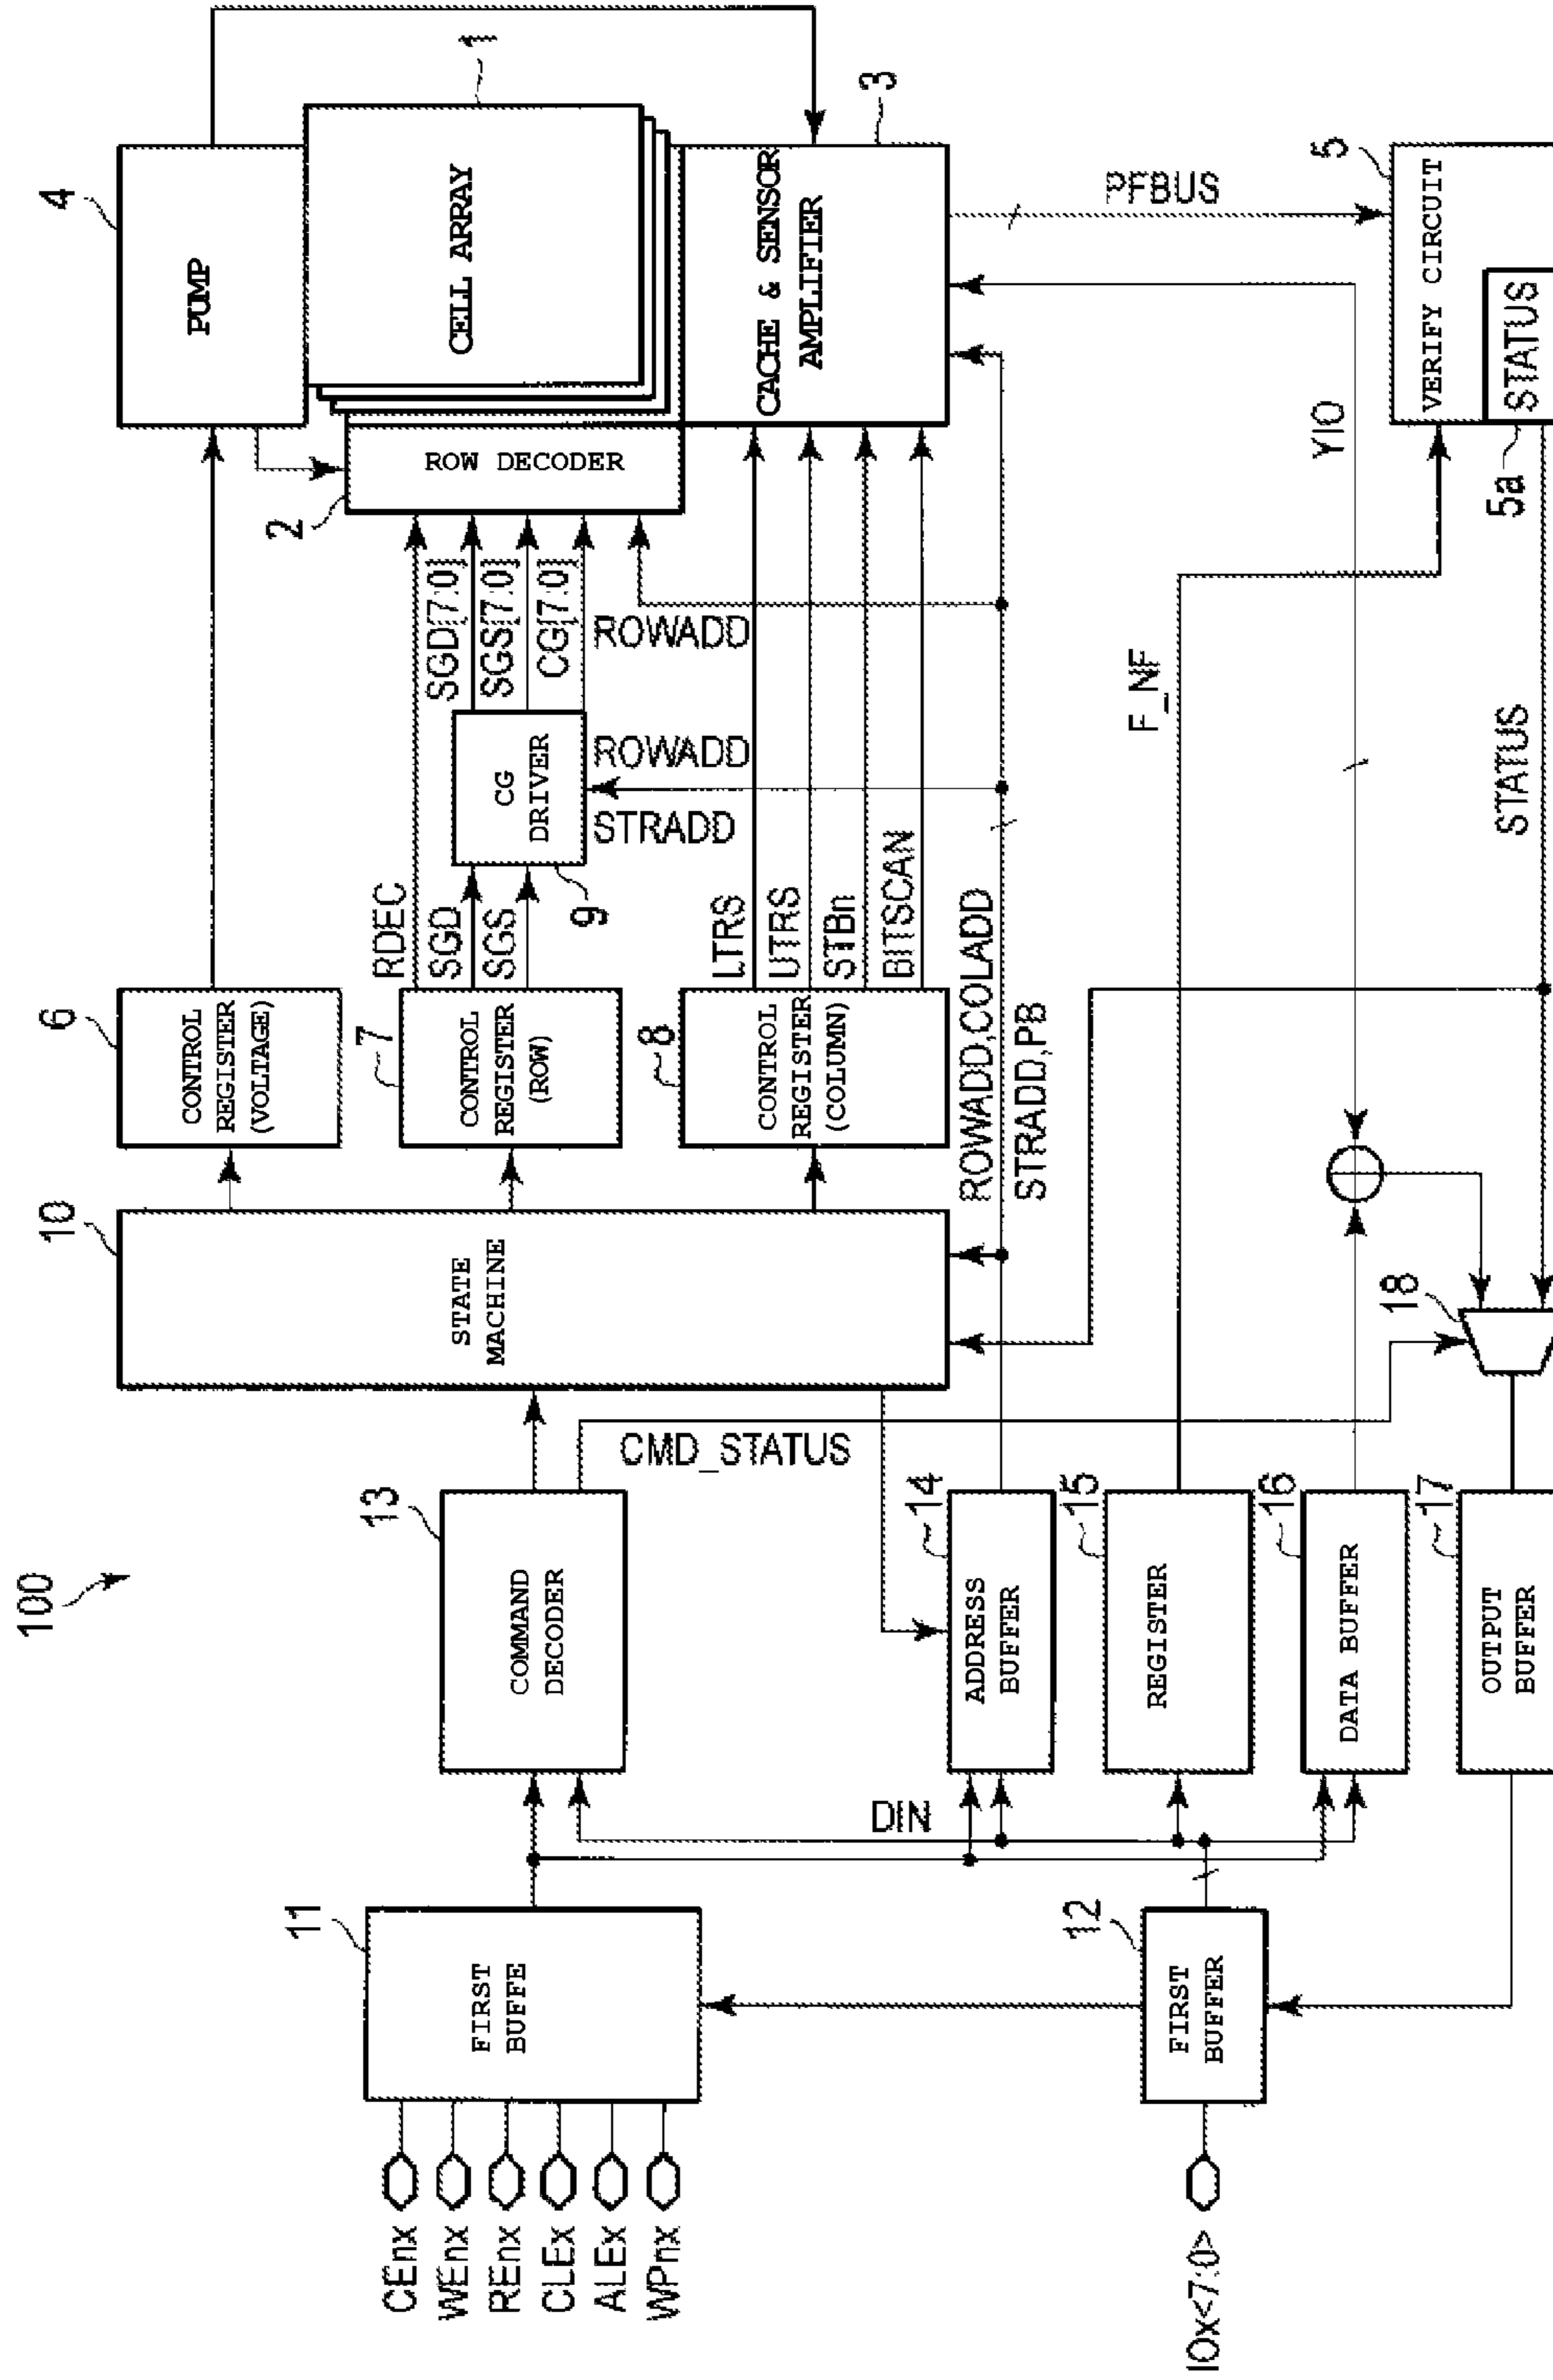 100
CEnx
WEnx
REnx
CLEx
ALEx
WPnx
IOx<7:0>
11
FIRST
BUFFE
12
FIRST
BUFFER
DIN
13
COMMAND
DECODER
CMD_STATUS
14
ADDRESS
BUFFER
15
REGISTER
16
DATA BUFFER
17
OUTPUT
BUFFER
18
10
STATE
MACHINE
6
CONTROL
REGISTER
(VOLTAGE)
7
CONTROL
REGISTER
(ROW)
8
CONTROL
REGISTER
(COLUMN)
RDEC
SGD
SGS
9
CG
DRIVER
SGD[7:0]
SGS[7:0]
CG[7:0]
ROWADD
ROWADD
STRADD
LTRS
UTRS
STBn
BITSCAN
ROWADD,COLADD
STRADD,PB
F_NF
YIO
STATUS
4
PUMP
1
CELL ARRAY
2
ROW DECODER
3
CACHE & SENSOR
AMPLIFIER
PFBUS
5
VERIFY CIRCUIT
5a
STATUS